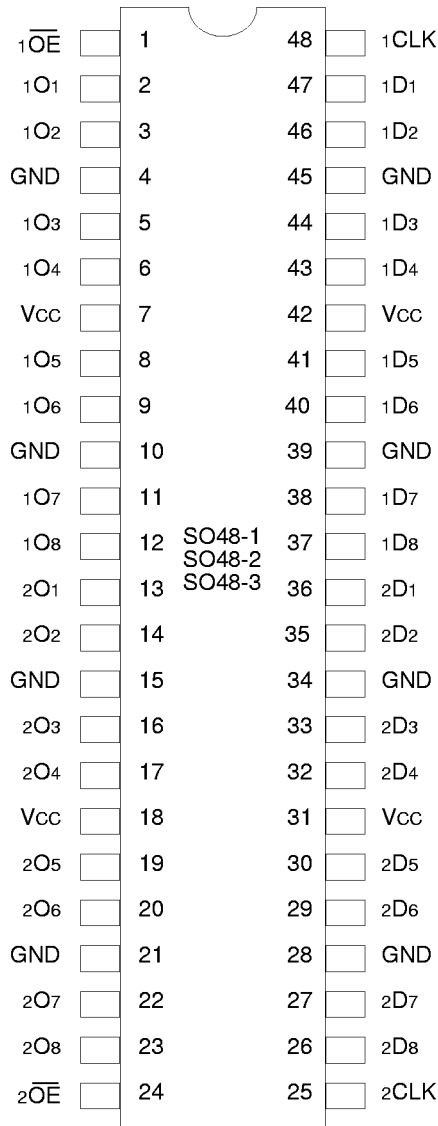 1OE 1 48 1CLK
1O1 2 47 1D1
1O2 3 46 1D2
GND 4 45 GND
1O3 5 44 1D3
1O4 6 43 1D4
VCC 7 42 VCC
1O5 8 41 1D5
1O6 9 40 1D6
GND 10 39 GND
1O7 11 38 1D7
1O8 12 SO48-1 37 1D8
SO48-2
2O1 13 SO48-3 36 2D1
2O2 14 35 2D2
GND 15 34 GND
2O3 16 33 2D3
2O4 17 32 2D4
VCC 18 31 VCC
2O5 19 30 2D5
2O6 20 29 2D6
GND 21 28 GND
2O7 22 27 2D7
2O8 23 26 2D8
2OE 24 25 2CLK